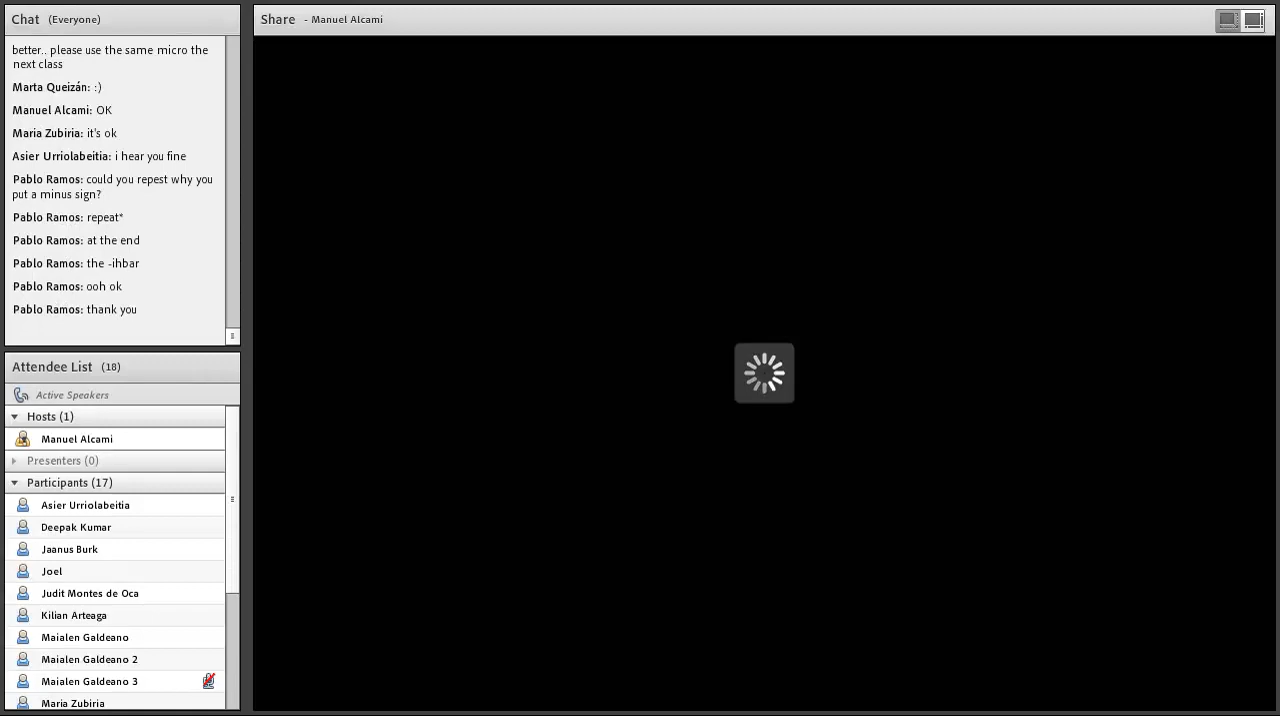 Chat (Everyone)
better.. please use the same micro the
next class
Marta Queizán: :)
Manuel Alcami: OK
Maria Zubiria: it's ok
Asier Urriolabeitia: i hear you fine
Pablo Ramos: could you repest why you
put a minus sign?
Pablo Ramos: repeat*
Pablo Ramos: at the end
Pablo Ramos: the -ihbar
Pablo Ramos: ooh ok
Pablo Ramos: thank you
Attendee List (18)
Active Speakers
Hosts (1)
Manuel Alcami
Presenters (0)
Participants (17)
Asier Urriolabeitia
Deepak Kumar
Jaanus Burk
Joel
Judit Montes de Oca
Kilian Arteaga
Maialen Galdeano
Maialen Galdeano 2
Maialen Galdeano 3
Maria Zubiria
Share - Manuel Alcami